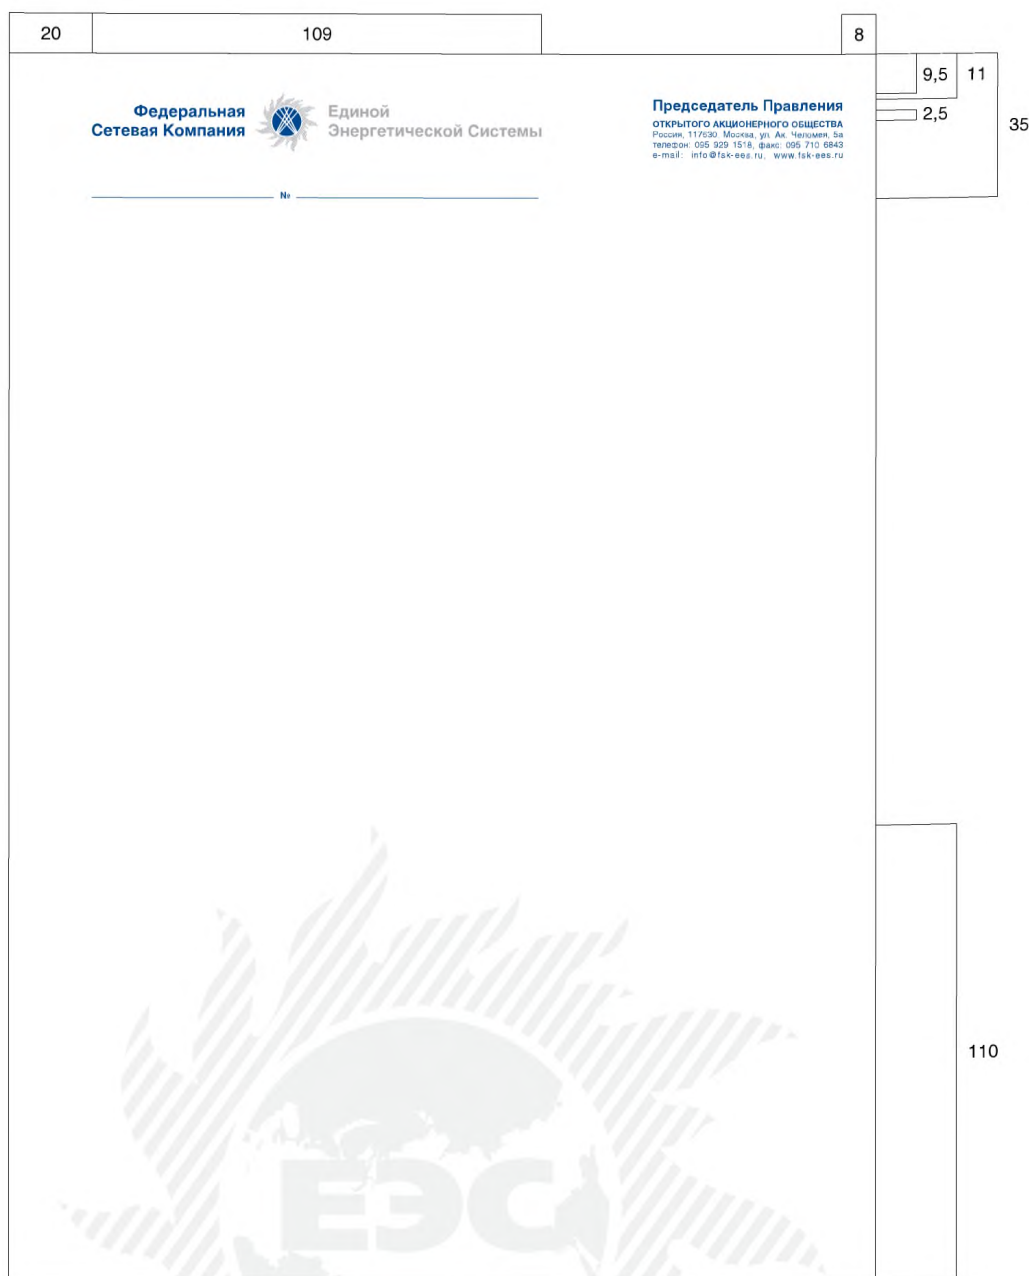 20
109
8
9,5
11
2,5
35
Федеральная
Сетевая Компания
Единой
Энергетической Системы
Председатель Правления
ОТКРЫТОГО АКЦИОНЕРНОГО ОБЩЕСТВА
Россия, 117630 Москва, ул. Ак. Челомея, 5а
телефон: 095 929 1518, факс: 095 710 6843
e-mail: info@fsk-ees.ru, www.fsk-ees.ru
№
110
ЕЭС